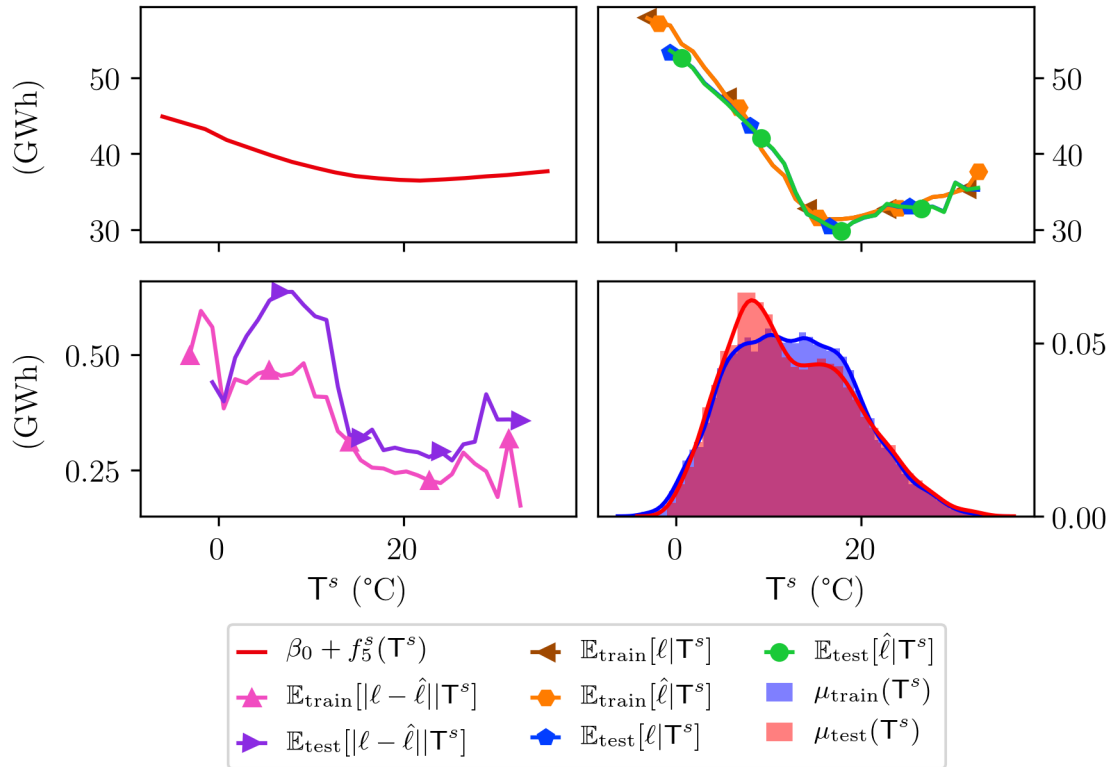 (GWh)
50
40
30
50
40
30
(GWh)
0.50
0.25
0.05
0.00
0
20
0
20
Tˢ (°C)
Tˢ (°C)
β₀ + f₅ˢ(Tˢ)
𝔼train[ℓ|Tˢ]
𝔼test[ℓ̂|Tˢ]
𝔼train[|ℓ − ℓ̂||Tˢ]
𝔼train[ℓ̂|Tˢ]
μtrain(Tˢ)
𝔼test[|ℓ − ℓ̂||Tˢ]
𝔼test[ℓ|Tˢ]
μtest(Tˢ)